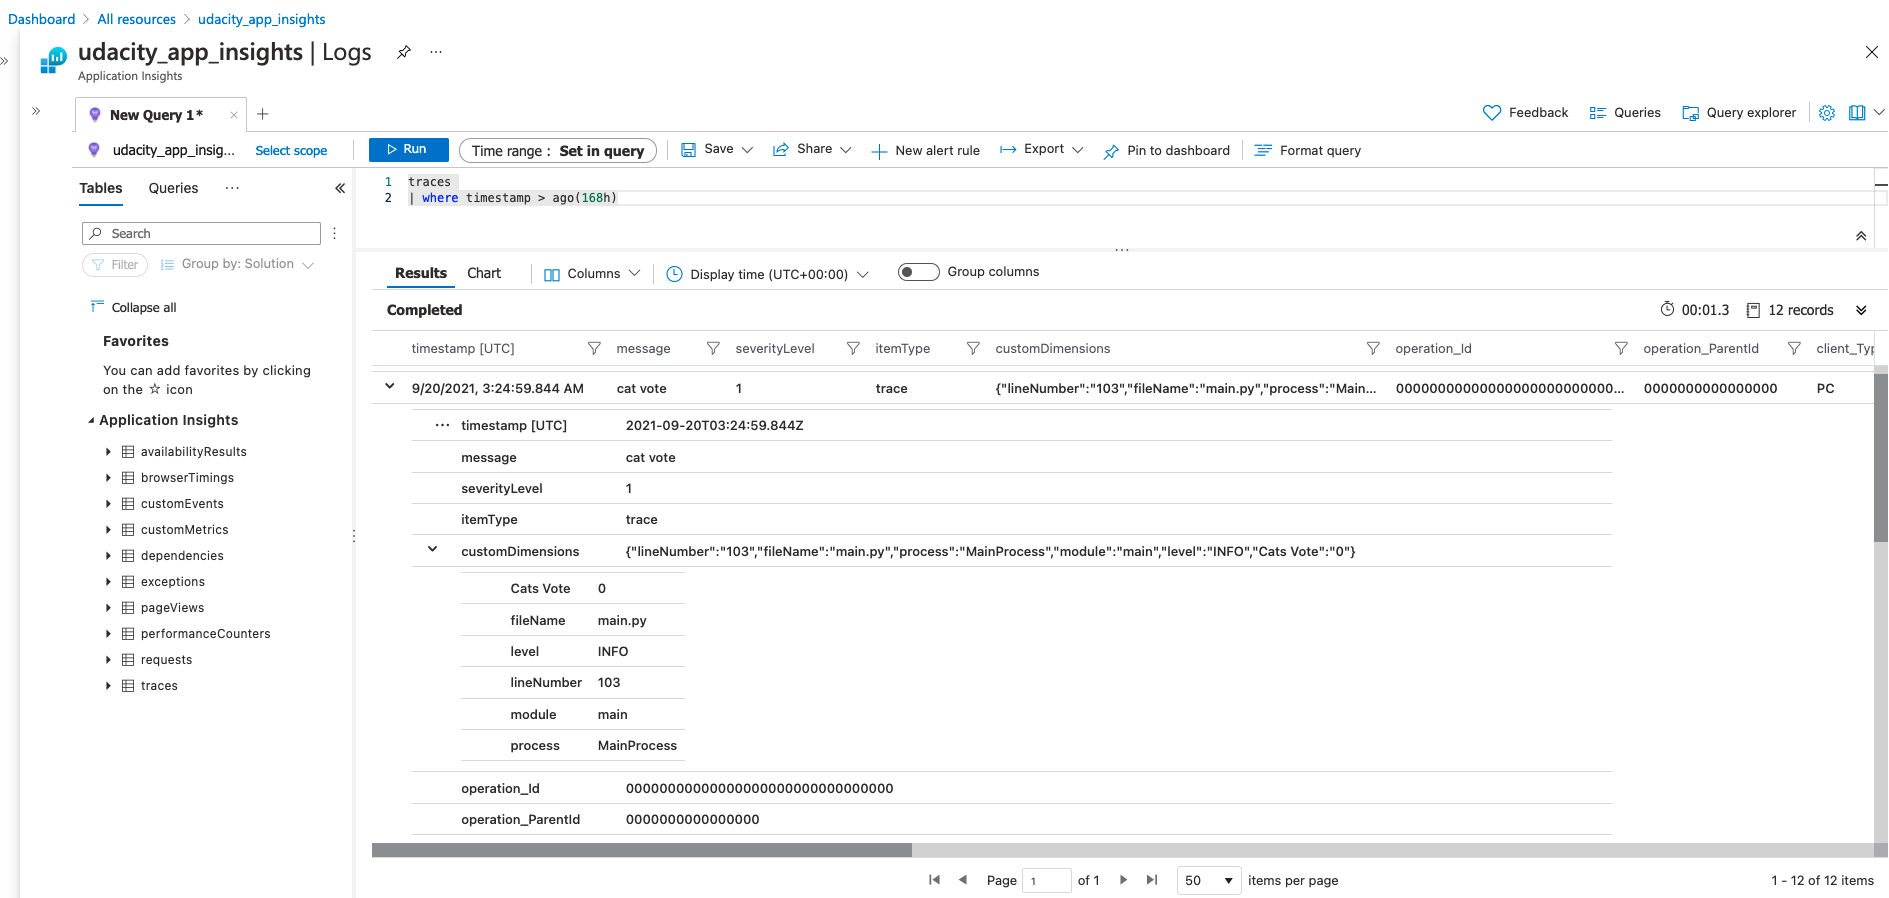 Dashboard > All resources > udacity_app_insights
udacity_app_insights | Logs
Application Insights
New Query 1*
Feedback Queries Query explorer
udacity_app_insig... Select scope
Run Time range : Set in query Save Share New alert rule Export Pin to dashboard Format query
Tables Queries ...
1 traces
2 | where timestamp > ago(168h)
Search
Filter Group by: Solution
Collapse all
Favorites
You can add favorites by clicking
on the ☆ icon
Application Insights
availabilityResults
browserTimings
customEvents
customMetrics
dependencies
exceptions
pageViews
performanceCounters
requests
traces
Results Chart Columns Display time (UTC+00:00) Group columns
Completed 00:01.3 12 records
timestamp [UTC] message severityLevel itemType customDimensions operation_Id operation_ParentId client_Typ
9/20/2021, 3:24:59.844 AM cat vote 1 trace {"lineNumber":"103","fileName":"main.py","process":"Main... 00000000000000000000000000... 0000000000000000 PC
... timestamp [UTC] 2021-09-20T03:24:59.844Z
message cat vote
severityLevel 1
itemType trace
customDimensions {"lineNumber":"103","fileName":"main.py","process":"MainProcess","module":"main","level":"INFO","Cats Vote":"0"}
Cats Vote 0
fileName main.py
level INFO
lineNumber 103
module main
process MainProcess
operation_Id 00000000000000000000000000000000
operation_ParentId 0000000000000000
Page 1 of 1 50 items per page 1 - 12 of 12 items